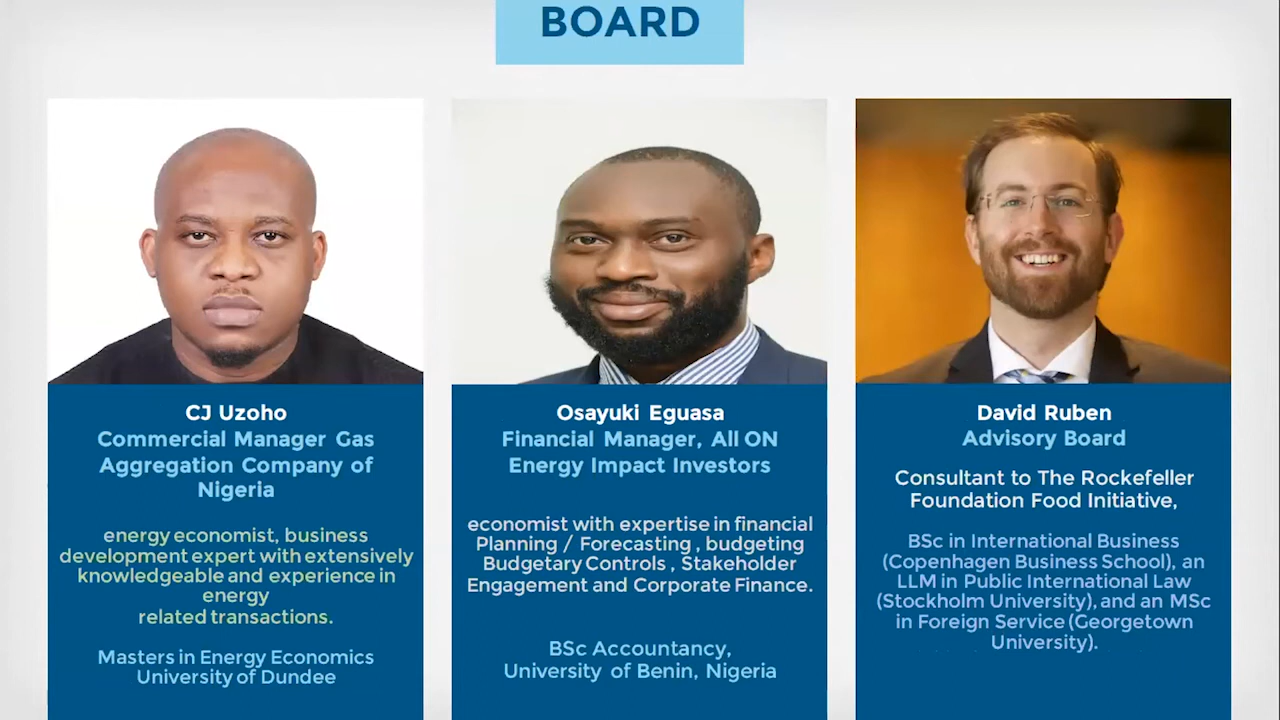 BOARD
CJ Uzoho
Commercial Manager Gas
Aggregation Company of
Nigeria
energy economist, business
development expert with extensively
knowledgeable and experience in
energy
related transactions.
Masters in Energy Economics
University of Dundee
Osayuki Eguasa
Financial Manager, All ON
Energy Impact Investors
economist with expertise in financial
Planning / Forecasting , budgeting
Budgetary Controls , Stakeholder
Engagement and Corporate Finance.
BSc Accountancy,
University of Benin, Nigeria
David Ruben
Advisory Board
Consultant to The Rockefeller
Foundation Food Initiative,
BSc in International Business
(Copenhagen Business School), an
LLM in Public International Law
(Stockholm University), and an MSc
in Foreign Service (Georgetown
University).